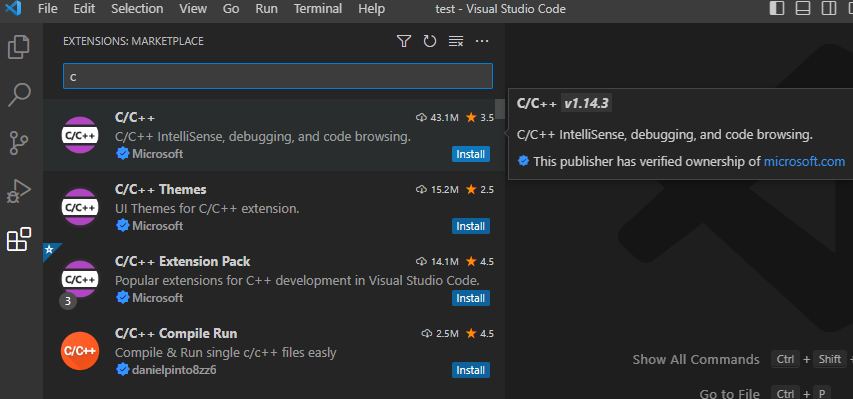 File Edit Selection View Go Run Terminal Help test - Visual Studio Code
EXTENSIONS: MARKETPLACE
c
C/C++ 43.1M 3.5
C/C++ IntelliSense, debugging, and code browsing.
Microsoft Install
C/C++
C/C++ v1.14.3
C/C++ IntelliSense, debugging, and code browsing.
This publisher has verified ownership of microsoft.com
C/C++ Themes 15.2M 2.5
UI Themes for C/C++ extension.
Microsoft Install
C/C++
C/C++ Extension Pack 14.1M 4.5
Popular extensions for C++ development in Visual Studio Code.
Microsoft Install
C/C++
3
C/C++ Compile Run 2.5M 4.5
Compile & Run single c/c++ files easly
danielpinto8zz6 Install
C/C++
Show All Commands Ctrl + Shift +
Go to File Ctrl + P